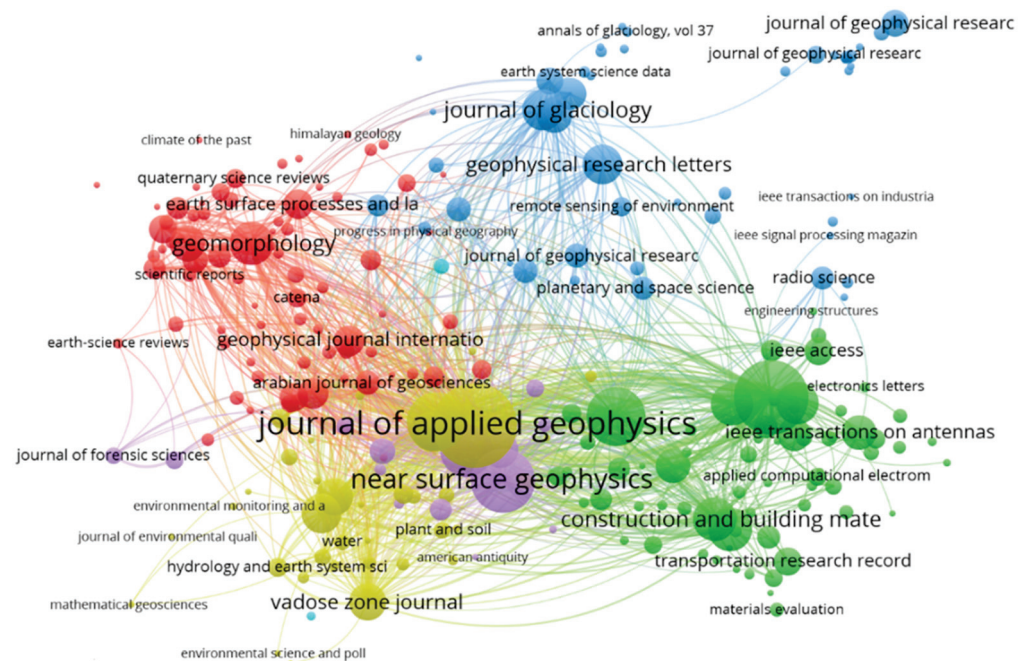 journal of geophysical researc
annals of glaciology, vol 37
journal of geophysical researc
earth system science data
journal of glaciology
himalayan geology
climate of the past
geophysical research letters
quaternary science reviews
ieee transactions on industria
earth surface processes and la
remote sensing of environment
progress in physical geography
ieee signal processing magazin
geomorphology
journal of geophysical researc
scientific reports
radio science
planetary and space science
catena
engineering structures
geophysical journal internatio
earth-science reviews
ieee access
arabian journal of geosciences
electronics letters
journal of applied geophysics
ieee transactions on antennas
journal of forensic sciences
applied computational electrom
near surface geophysics
environmental monitoring and a
construction and building mate
plant and soil
journal of environmental quali
water
american antiquity
transportation research record
hydrology and earth system sci
vadose zone journal
mathematical geosciences
materials evaluation
environmental science and poll